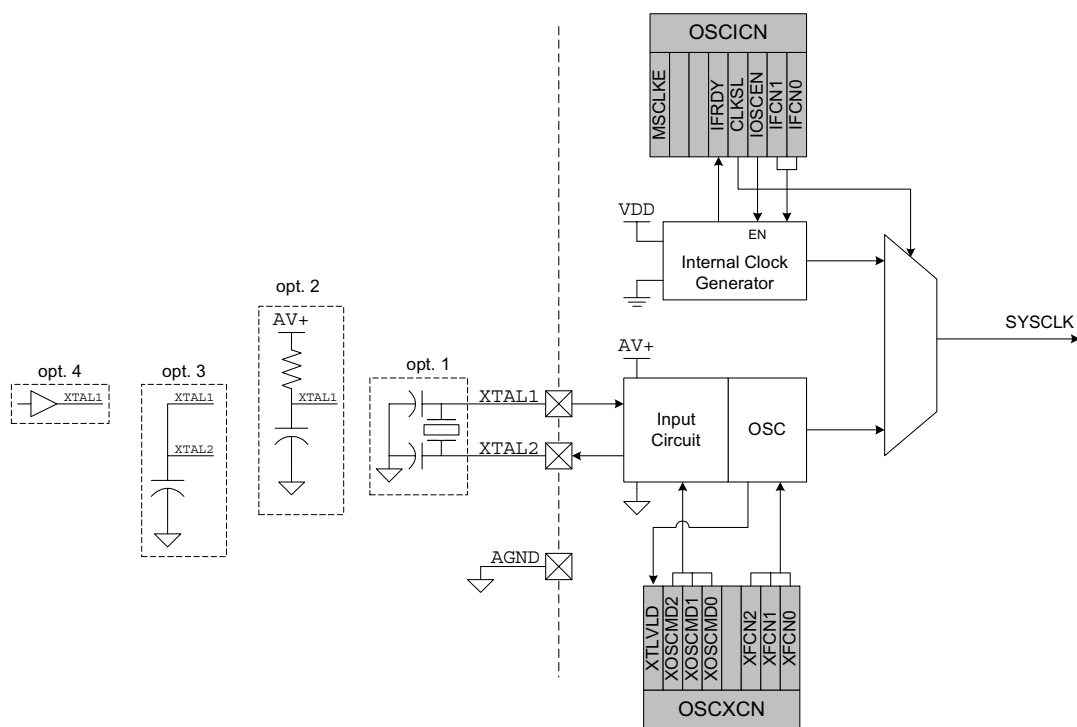 OSCICN
MSCLKE
IFRDY
CLKSL
IOSCEN
IFCN1
IFCN0
VDD
EN
Internal Clock
Generator
SYSCLK
opt. 4
XTAL1
opt. 3
XTAL1
XTAL2
opt. 2
AV+
XTAL1
opt. 1
XTAL1
XTAL2
AV+
Input
Circuit
OSC
AGND
XTLVLD
XOSCMD2
XOSCMD1
XOSCMD0
XFCN2
XFCN1
XFCN0
OSCXCN